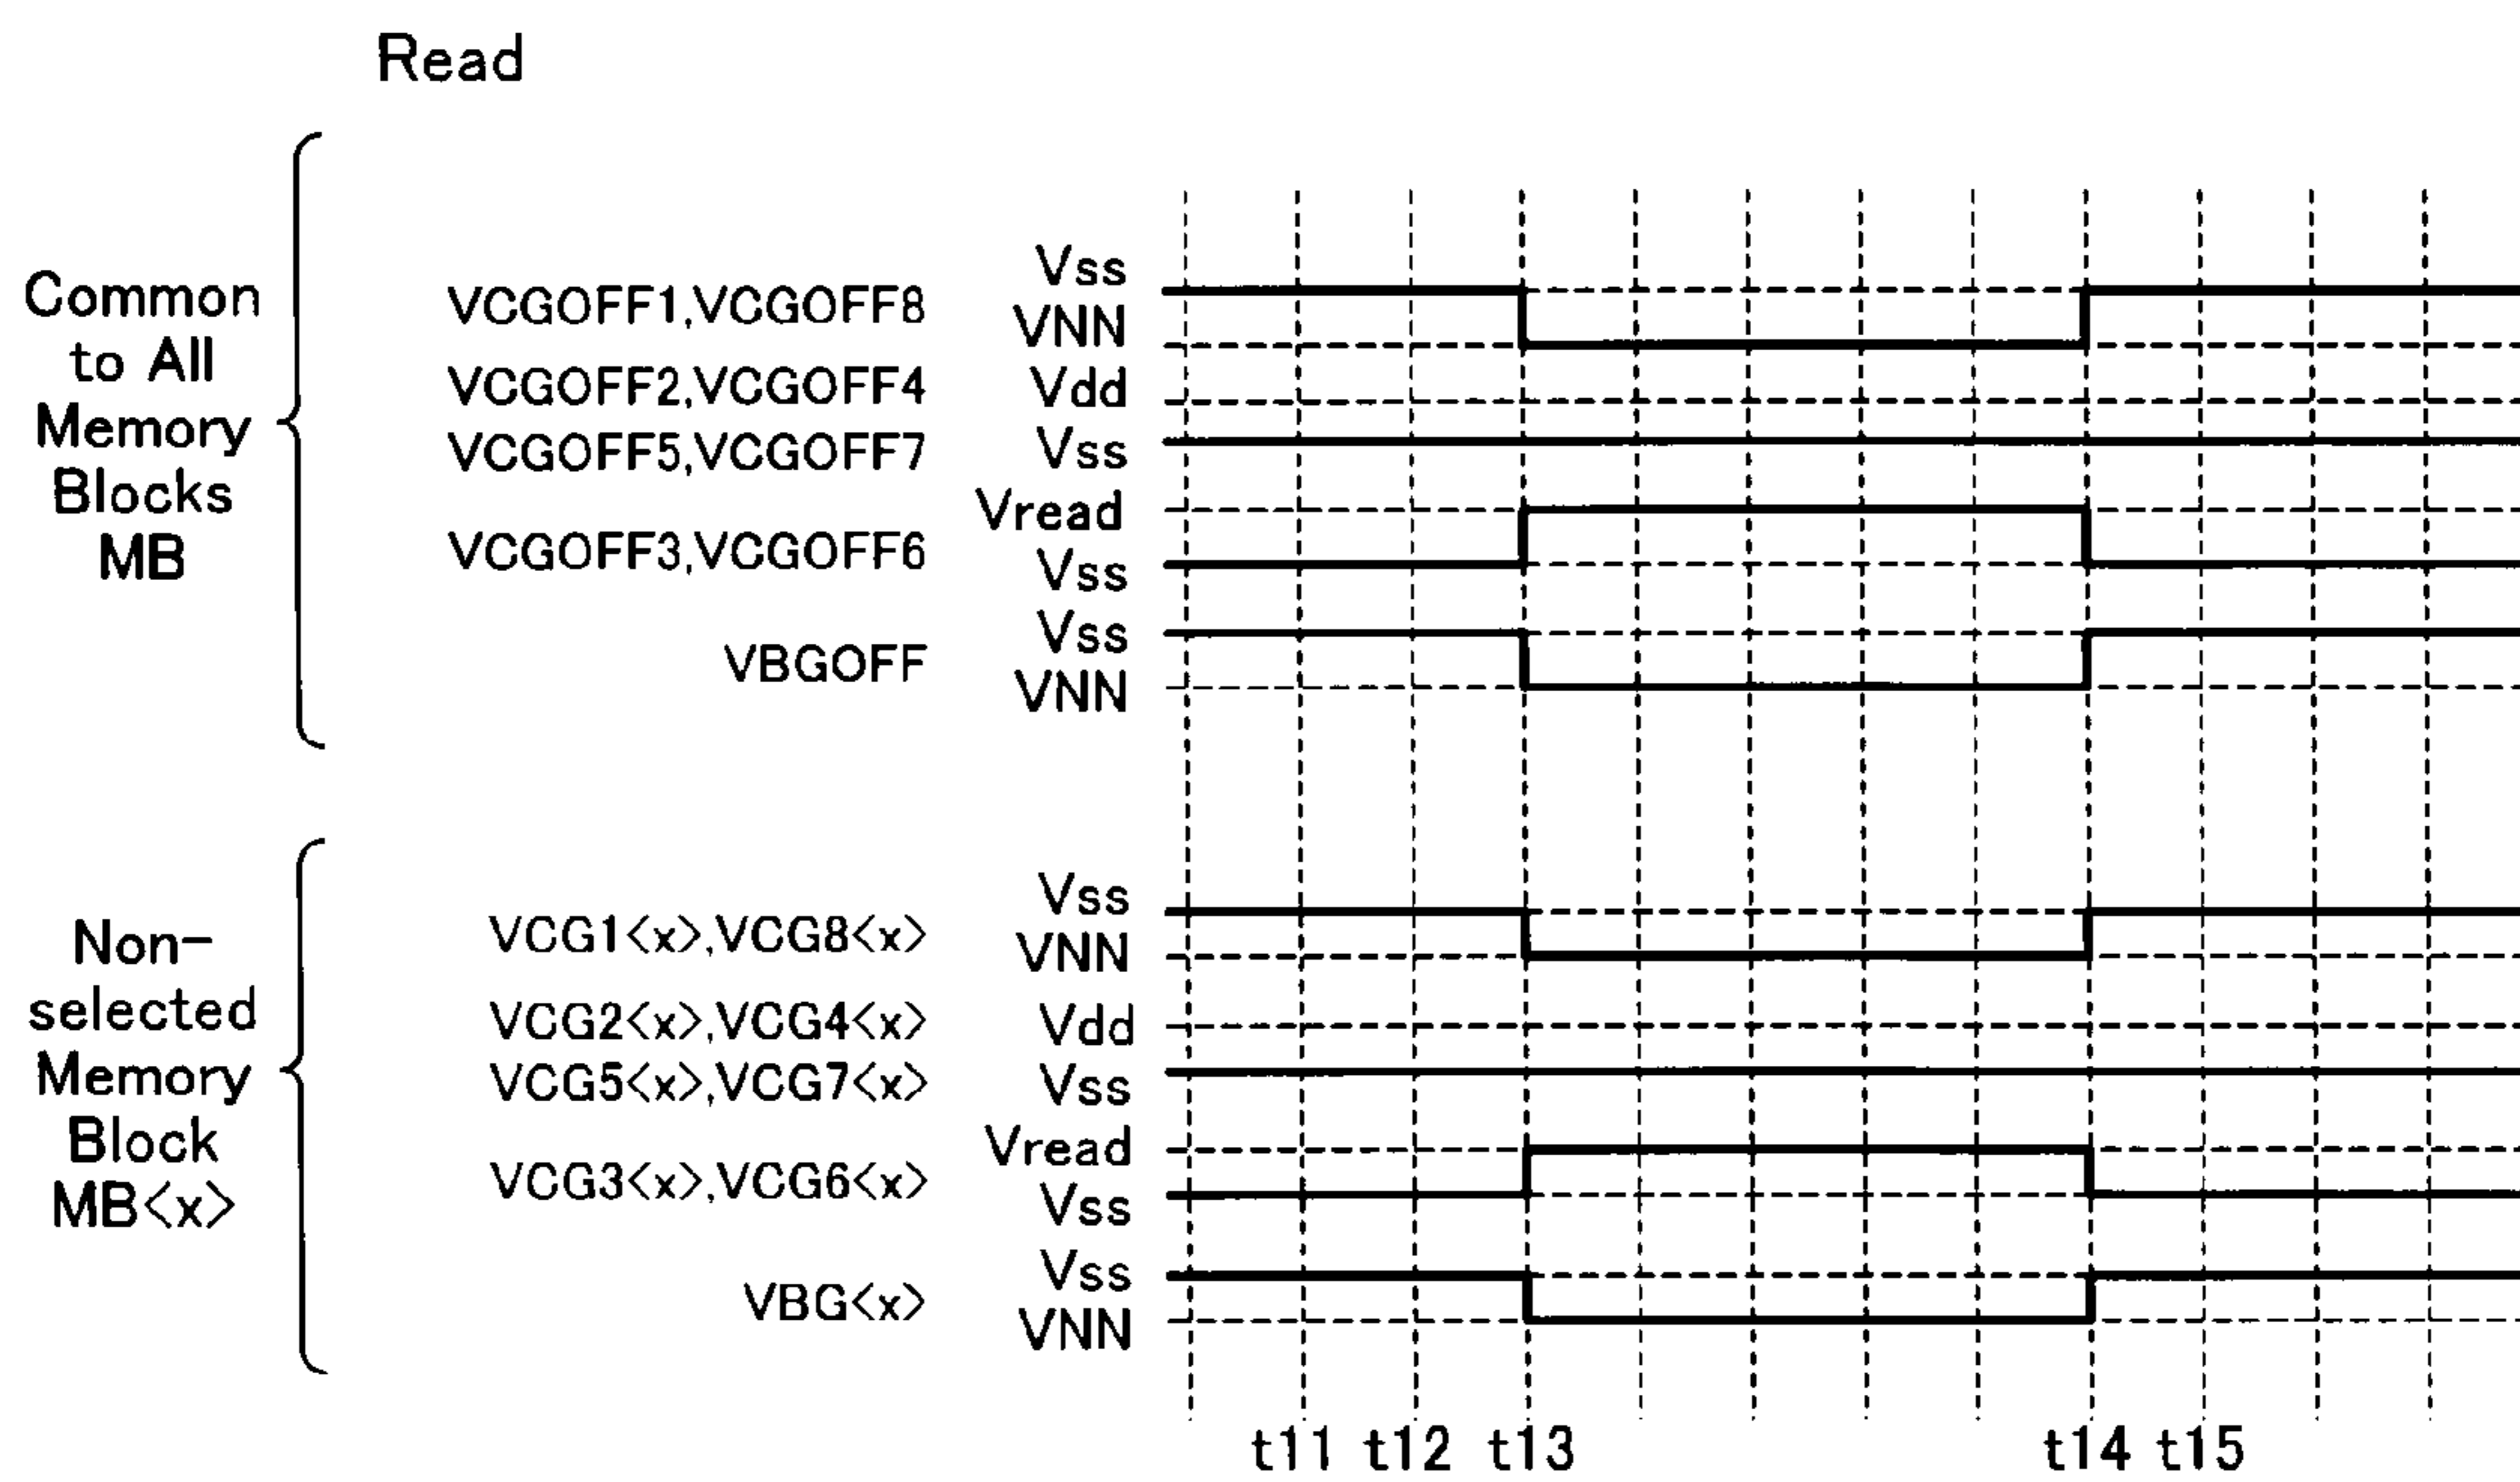 Read
Common
to All
Memory
Blocks
MB
VCGOFF1,VCGOFF8
Vss
VNN
VCGOFF2,VCGOFF4
VCGOFF5,VCGOFF7
Vdd
Vss
VCGOFF3,VCGOFF6
Vread
Vss
VBGOFF
Vss
VNN
Non-
selected
Memory
Block
MB<x>
VCG1<x>,VCG8<x>
Vss
VNN
VCG2<x>,VCG4<x>
VCG5<x>,VCG7<x>
Vdd
Vss
VCG3<x>,VCG6<x>
Vread
Vss
VBG<x>
Vss
VNN
t11 t12 t13 t14 t15